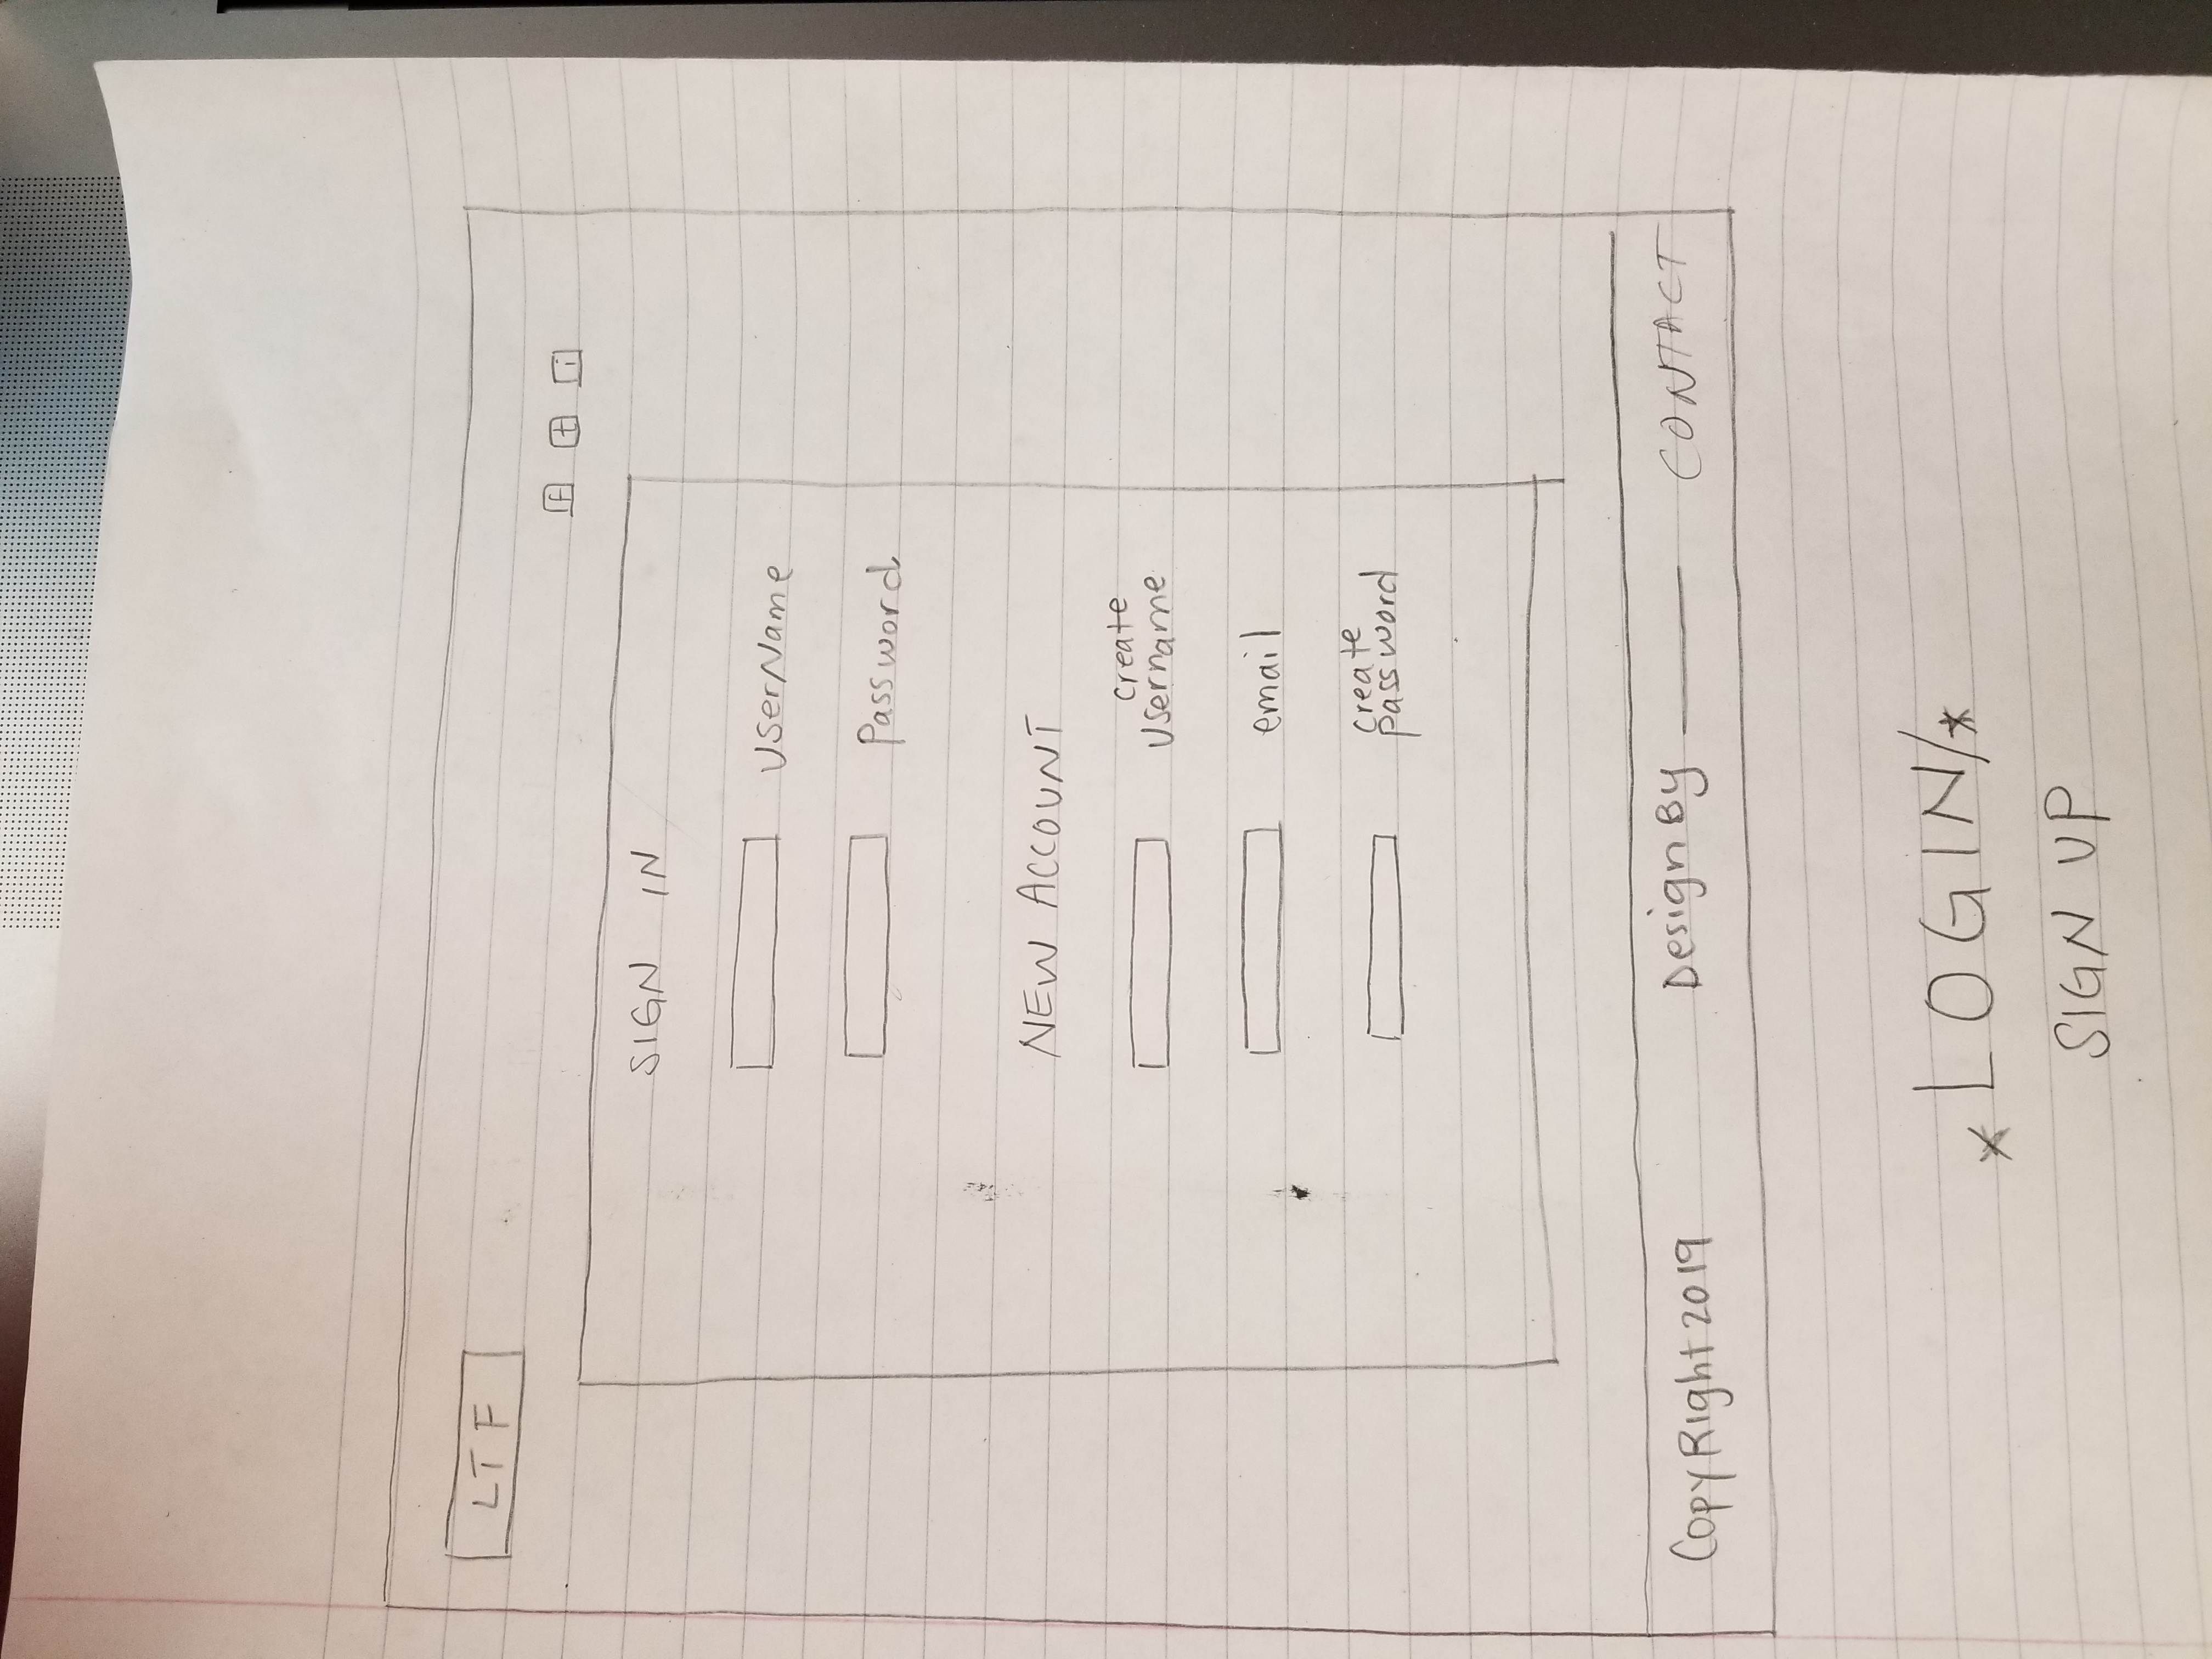 LTF
f t i
SIGN IN
UserName
Password
NEW ACCOUNT
create
Username
email
create
password
CopyRight 2019 Design By ______ CONTACT
* LOGIN/*
SIGN UP